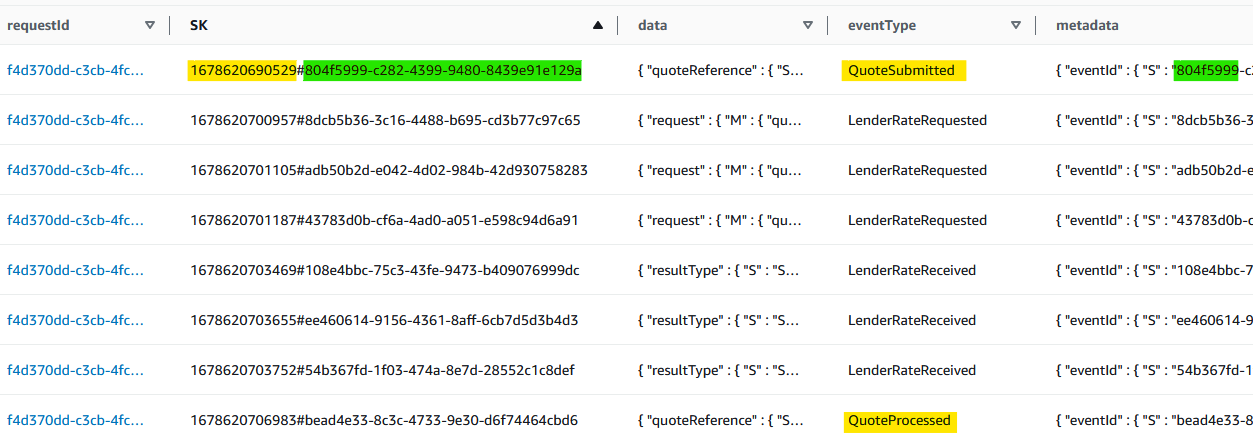 requestId SK data eventType metadata
f4d370dd-c3cb-4fc... 1678620690529#804f5999-c282-4399-9480-8439e91e129a { "quoteReference" : { "S... QuoteSubmitted { "eventId" : { "S" : "804f5999-c2
f4d370dd-c3cb-4fc... 1678620700957#8dcb5b36-3c16-4488-b695-cd3b77c97c65 { "request" : { "M" : { "qu... LenderRateRequested { "eventId" : { "S" : "8dcb5b36-3
f4d370dd-c3cb-4fc... 1678620701105#adb50b2d-e042-4d02-984b-42d930758283 { "request" : { "M" : { "qu... LenderRateRequested { "eventId" : { "S" : "adb50b2d-e
f4d370dd-c3cb-4fc... 1678620701187#43783d0b-cf6a-4ad0-a051-e598c94d6a91 { "request" : { "M" : { "qu... LenderRateRequested { "eventId" : { "S" : "43783d0b-c
f4d370dd-c3cb-4fc... 1678620703469#108e4bbc-75c3-43fe-9473-b409076999dc { "resultType" : { "S" : "S... LenderRateReceived { "eventId" : { "S" : "108e4bbc-7
f4d370dd-c3cb-4fc... 1678620703655#ee460614-9156-4361-8aff-6cb7d5d3b4d3 { "resultType" : { "S" : "S... LenderRateReceived { "eventId" : { "S" : "ee460614-9
f4d370dd-c3cb-4fc... 1678620703752#54b367fd-1f03-474a-8e7d-28552c1c8def { "resultType" : { "S" : "S... LenderRateReceived { "eventId" : { "S" : "54b367fd-1
f4d370dd-c3cb-4fc... 1678620706983#bead4e33-8c3c-4733-9e30-d6f74464cbd6 { "quoteReference" : { "S... QuoteProcessed { "eventId" : { "S" : "bead4e33-8